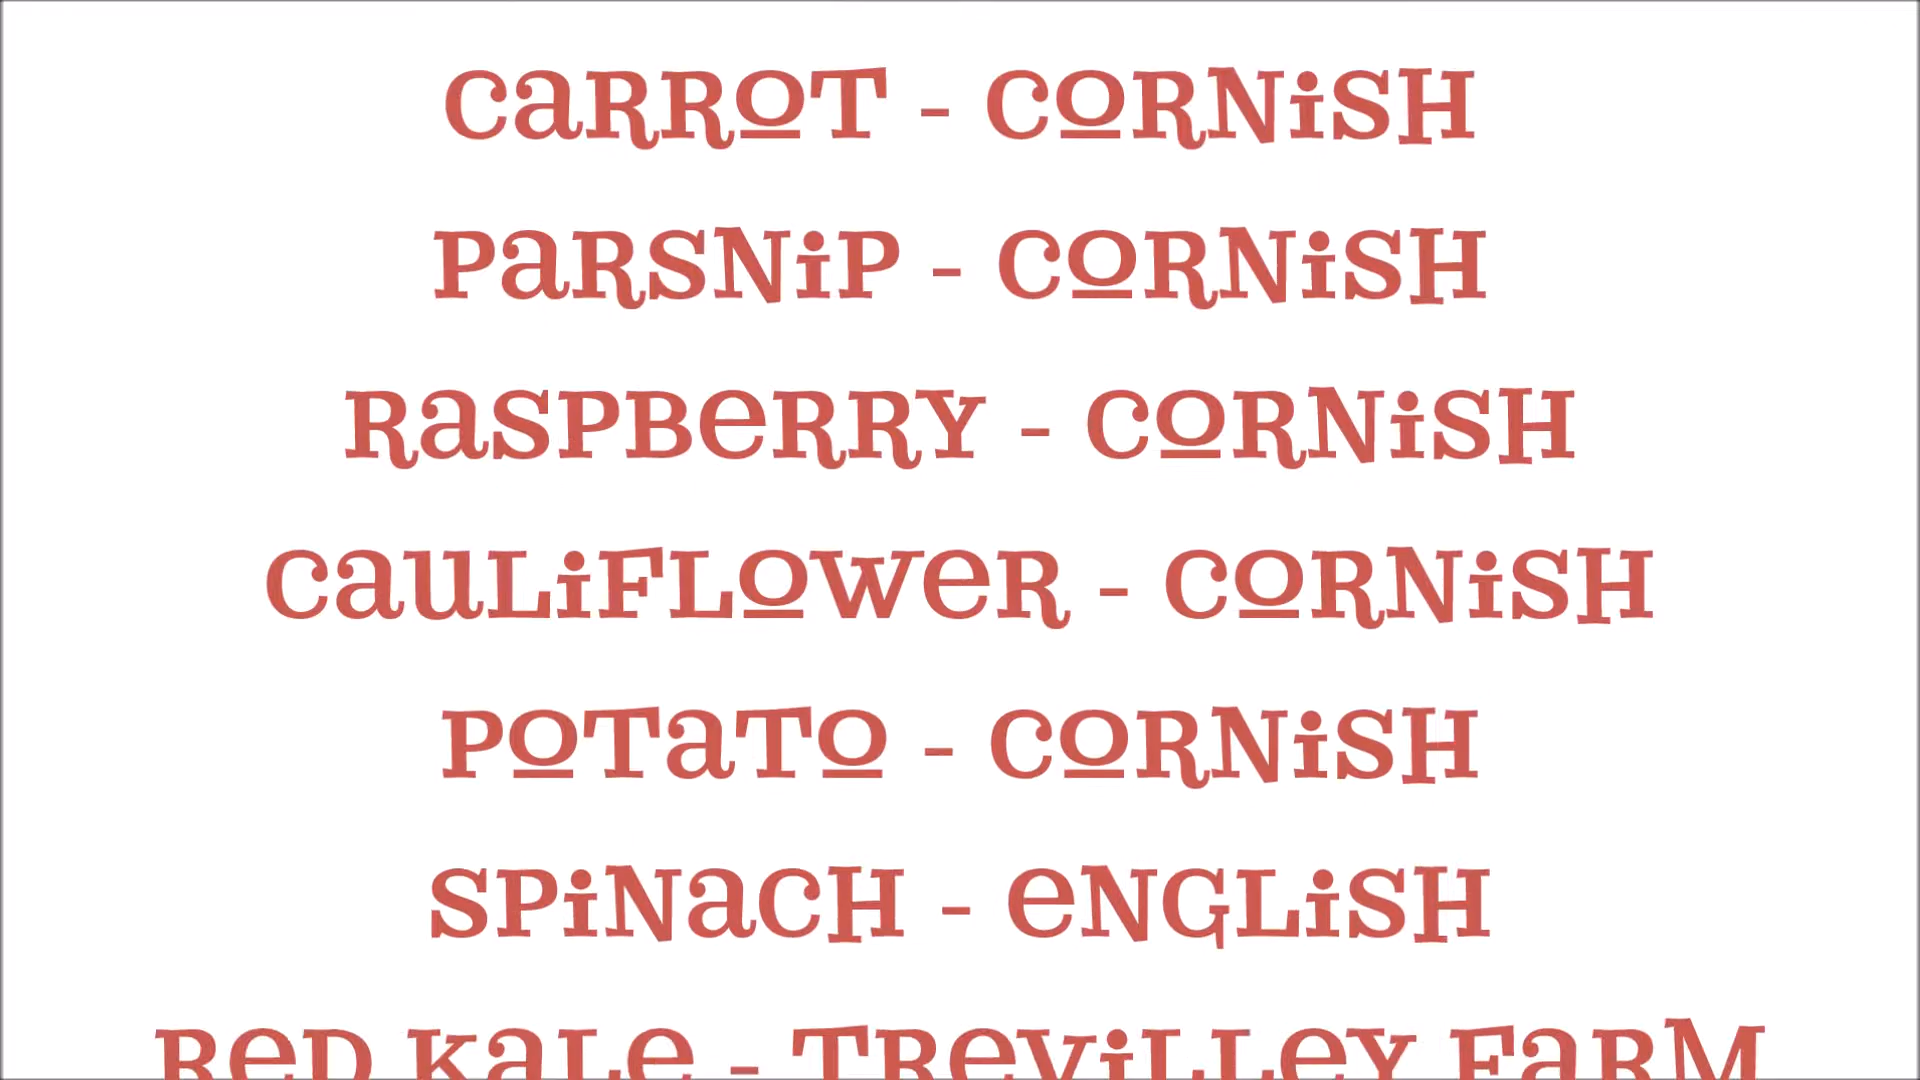 CaRROT - CORNiSH
PaRSNiP - CORNiSH
RaSPBeRRY - CORNiSH
CauLiFLOWeR - CORNiSH
POTaTO - CORNiSH
SPiNaCH - eNGLiSH
ReD KaLe - TReViLLeY FaRM